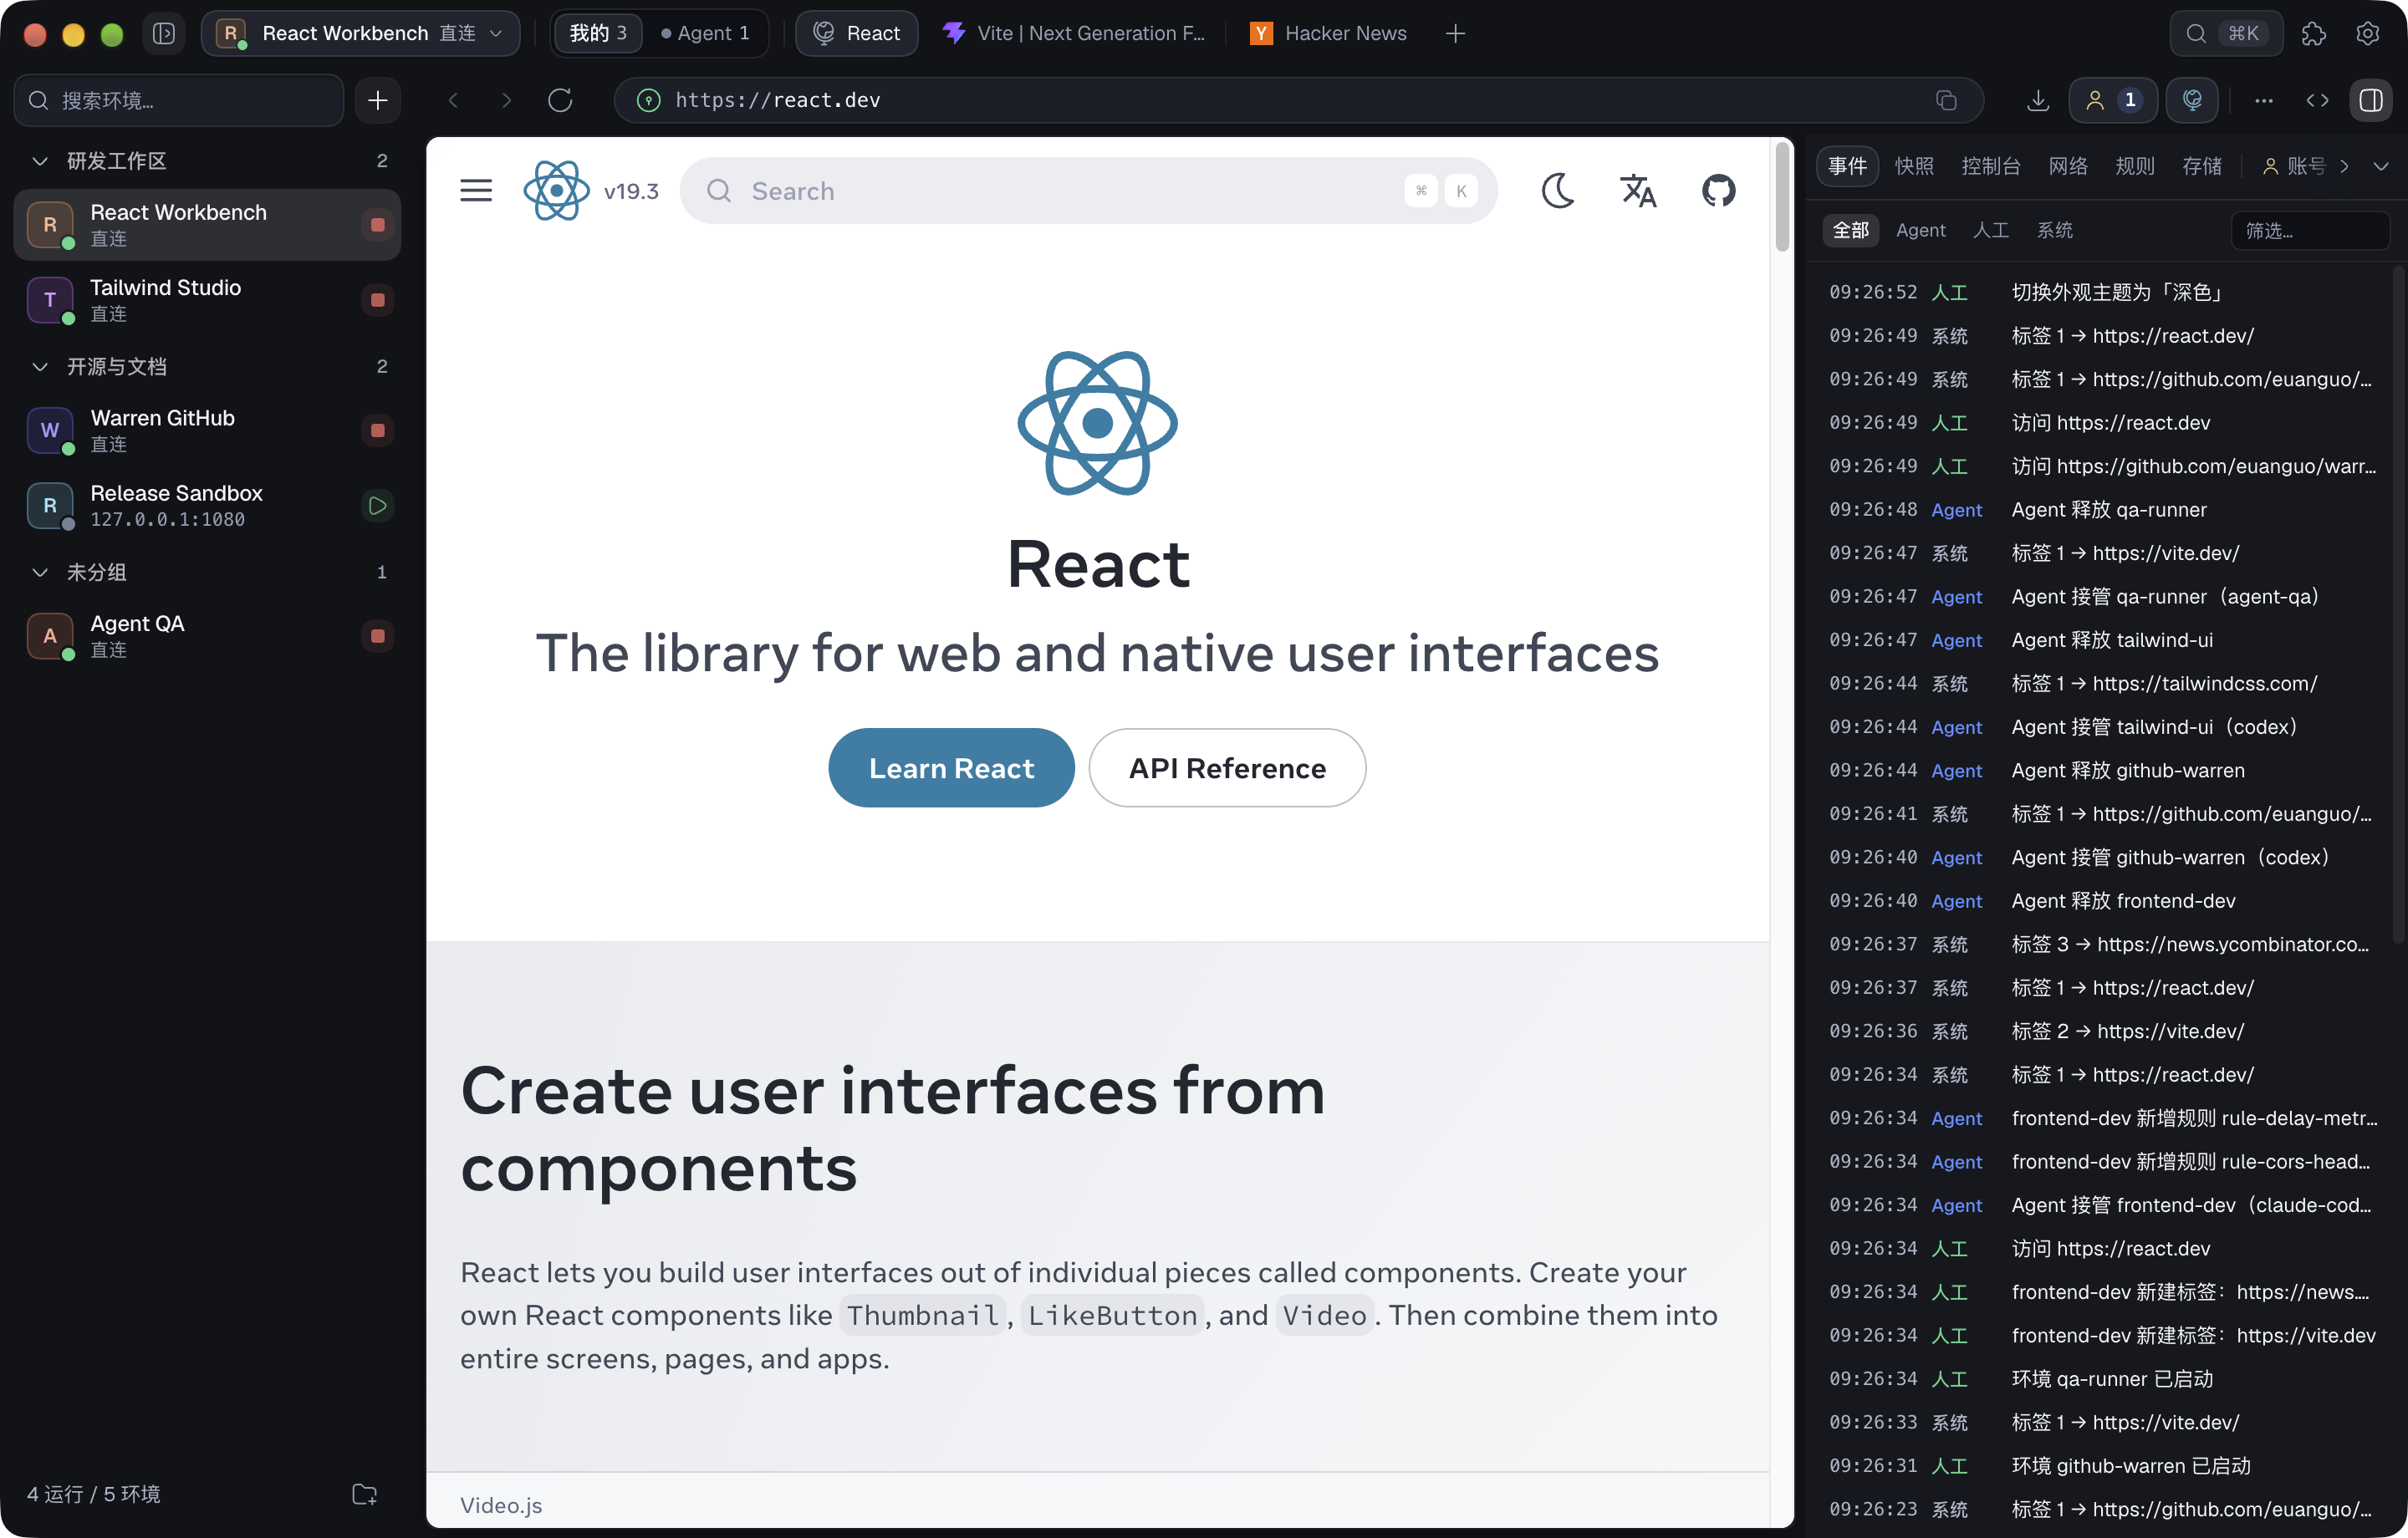 R React Workbench 直连 我的 3 Agent 1 React Vite | Next Generation F... Y Hacker News ⌘K
搜索环境... https://react.dev 1
研发工作区 2
R React Workbench
直连
T Tailwind Studio
直连
开源与文档 2
W Warren GitHub
直连
R Release Sandbox
127.0.0.1:1080
未分组 1
A Agent QA
直连
4 运行 / 5 环境
v19.3 Search ⌘ K
React
The library for web and native user interfaces
Learn React API Reference
Create user interfaces from
components
React lets you build user interfaces out of individual pieces called components. Create your
own React components like Thumbnail, LikeButton, and Video. Then combine them into
entire screens, pages, and apps.
Video.js
事件 快照 控制台 网络 规则 存储 账号
全部 Agent 人工 系统 筛选...
09:26:52 人工 切换外观主题为「深色」
09:26:49 系统 标签 1 → https://react.dev/
09:26:49 系统 标签 1 → https://github.com/euanguo/...
09:26:49 人工 访问 https://react.dev
09:26:49 人工 访问 https://github.com/euanguo/warr...
09:26:48 Agent Agent 释放 qa-runner
09:26:47 系统 标签 1 → https://vite.dev/
09:26:47 Agent Agent 接管 qa-runner（agent-qa）
09:26:47 Agent Agent 释放 tailwind-ui
09:26:44 系统 标签 1 → https://tailwindcss.com/
09:26:44 Agent Agent 接管 tailwind-ui（codex）
09:26:44 Agent Agent 释放 github-warren
09:26:41 系统 标签 1 → https://github.com/euanguo/...
09:26:40 Agent Agent 接管 github-warren（codex）
09:26:40 Agent Agent 释放 frontend-dev
09:26:37 系统 标签 3 → https://news.ycombinator.co...
09:26:37 系统 标签 1 → https://react.dev/
09:26:36 系统 标签 2 → https://vite.dev/
09:26:34 系统 标签 1 → https://react.dev/
09:26:34 Agent frontend-dev 新增规则 rule-delay-metr...
09:26:34 Agent frontend-dev 新增规则 rule-cors-head...
09:26:34 Agent Agent 接管 frontend-dev（claude-cod...
09:26:34 人工 访问 https://react.dev
09:26:34 人工 frontend-dev 新建标签：https://news....
09:26:34 人工 frontend-dev 新建标签：https://vite.dev
09:26:34 人工 环境 qa-runner 已启动
09:26:33 系统 标签 1 → https://vite.dev/
09:26:31 人工 环境 github-warren 已启动
09:26:23 系统 标签 1 → https://github.com/euanguo/...